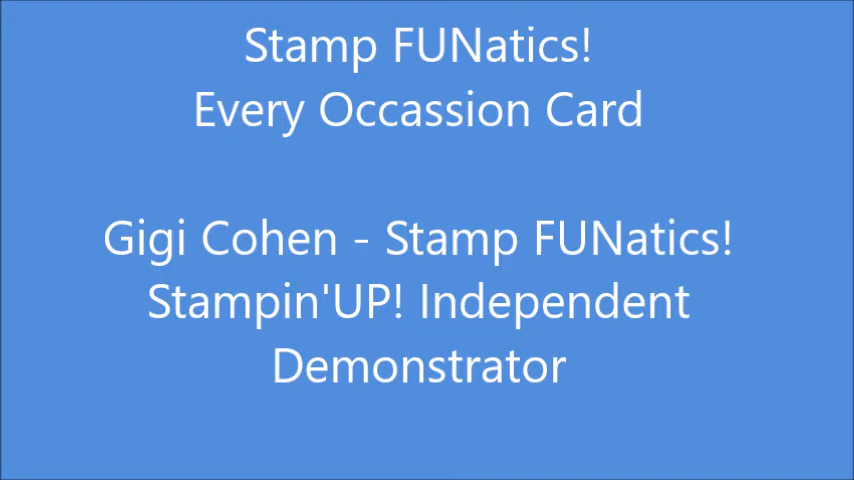 Stamp FUNatics!
Every Occassion Card
Gigi Cohen - Stamp FUNatics!
Stampin'UP! Independent
Demonstrator